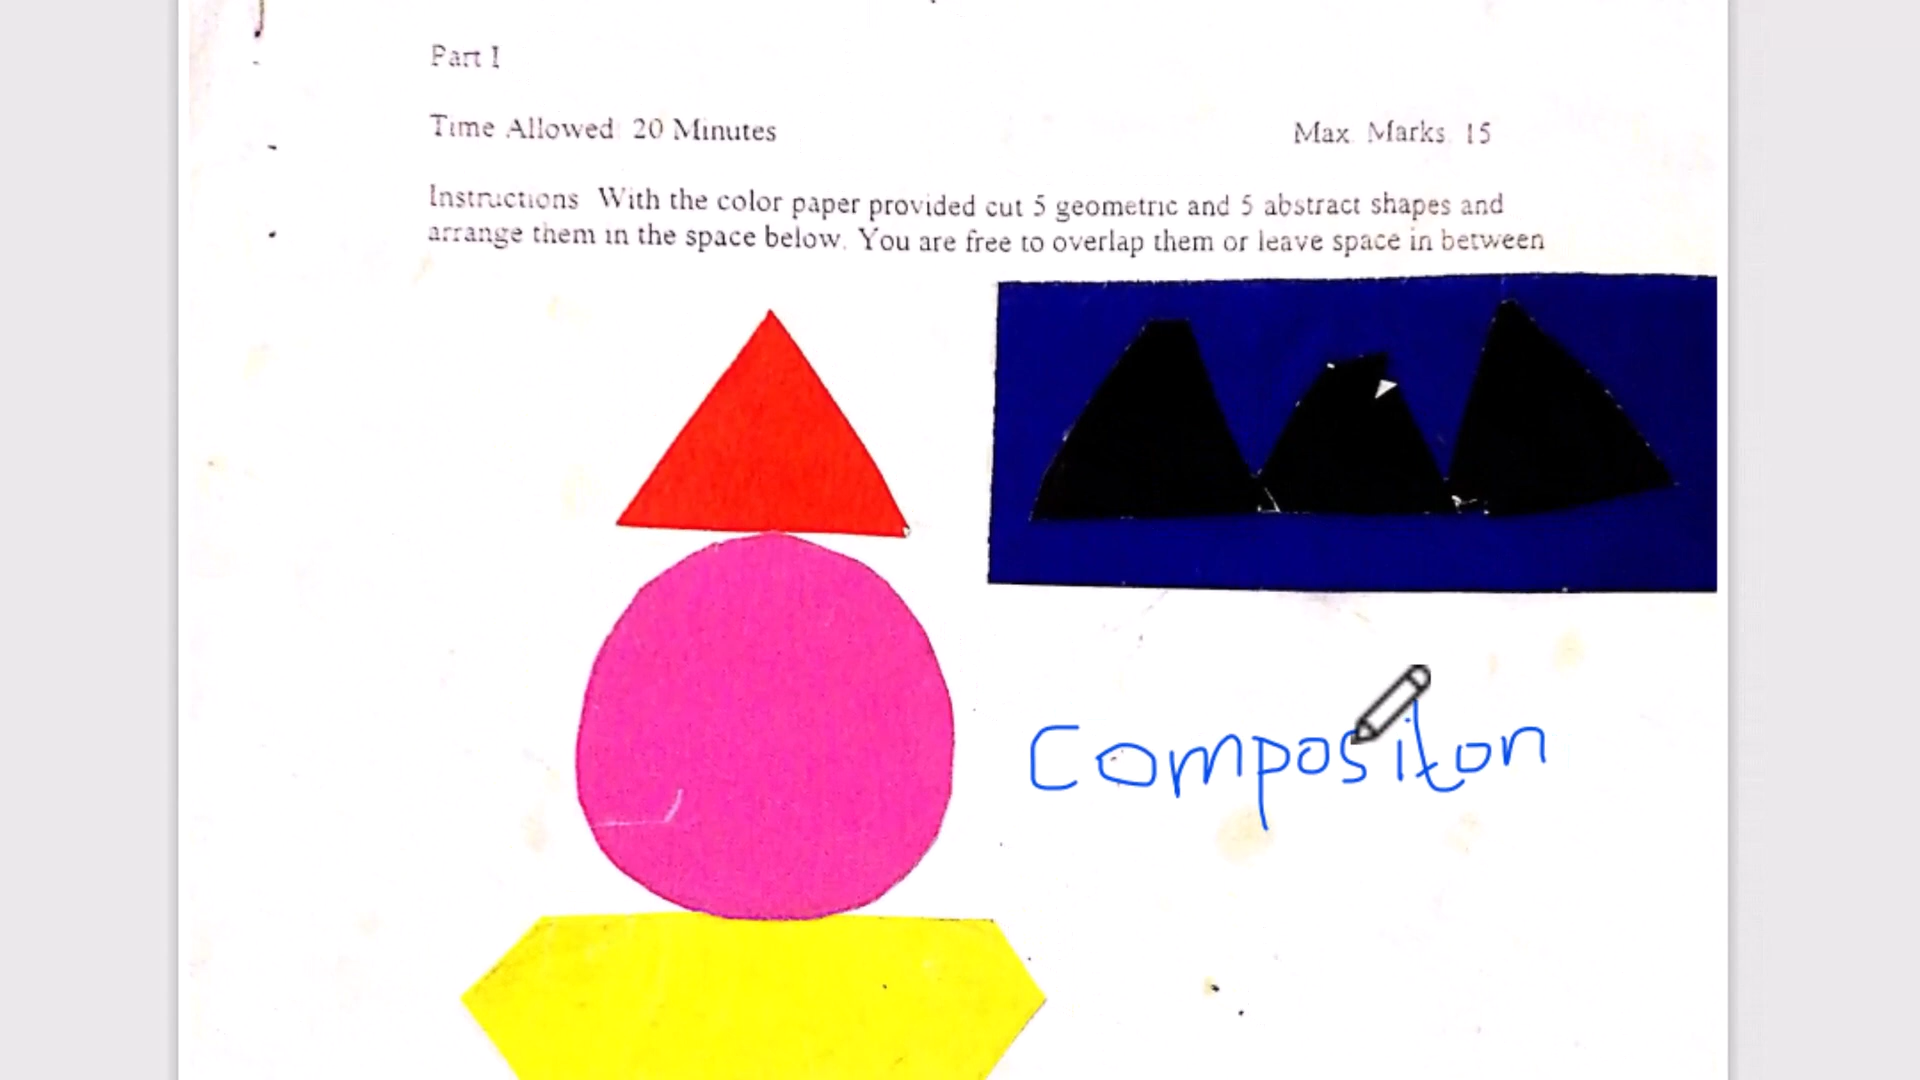 Part I
Time Allowed: 20 Minutes Max. Marks. 15
Instructions With the color paper provided cut 5 geometric and 5 abstract shapes and
arrange them in the space below. You are free to overlap them or leave space in between
Compositon